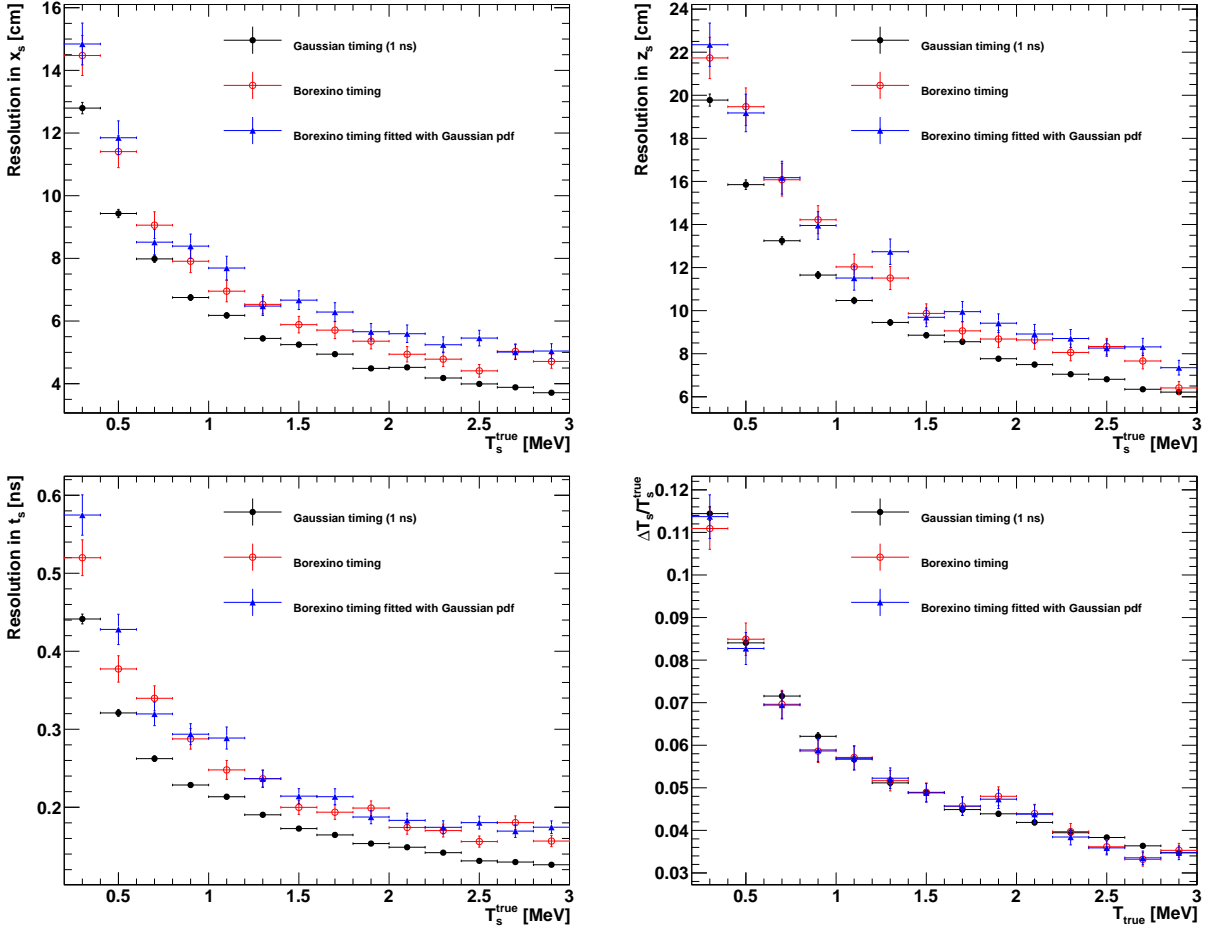 Resolution in x_s [cm]
16
14
12
10
8
6
4
Gaussian timing (1 ns)
Borexino timing
Borexino timing fitted with Gaussian pdf
0.5 1 1.5 2 2.5 3
T_s^true [MeV]
Resolution in z_s [cm]
24
22
20
18
16
14
12
10
8
6
Gaussian timing (1 ns)
Borexino timing
Borexino timing fitted with Gaussian pdf
0.5 1 1.5 2 2.5 3
T_s^true [MeV]
Resolution in t_s [ns]
0.6
0.5
0.4
0.3
0.2
Gaussian timing (1 ns)
Borexino timing
Borexino timing fitted with Gaussian pdf
0.5 1 1.5 2 2.5 3
T_s^true [MeV]
ΔT_s/T_s^true
0.12
0.11
0.1
0.09
0.08
0.07
0.06
0.05
0.04
0.03
Gaussian timing (1 ns)
Borexino timing
Borexino timing fitted with Gaussian pdf
0.5 1 1.5 2 2.5 3
T_true [MeV]